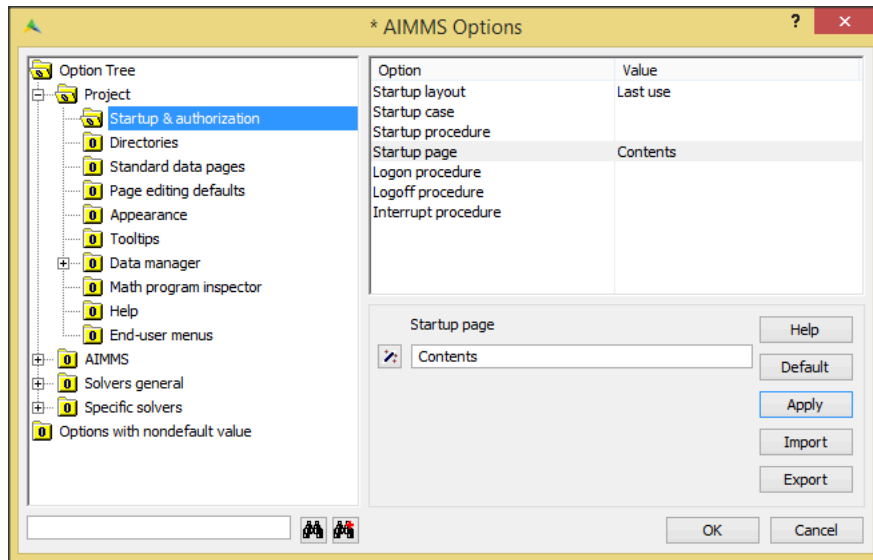 * AIMMS Options
?
Option Tree
Project
Startup & authorization
Directories
Standard data pages
Page editing defaults
Appearance
Tooltips
Data manager
Math program inspector
Help
End-user menus
AIMMS
Solvers general
Specific solvers
Options with nondefault value
Option Value
Startup layout Last use
Startup case
Startup procedure
Startup page Contents
Logon procedure
Logoff procedure
Interrupt procedure
Startup page
Contents
Help
Default
Apply
Import
Export
OK Cancel